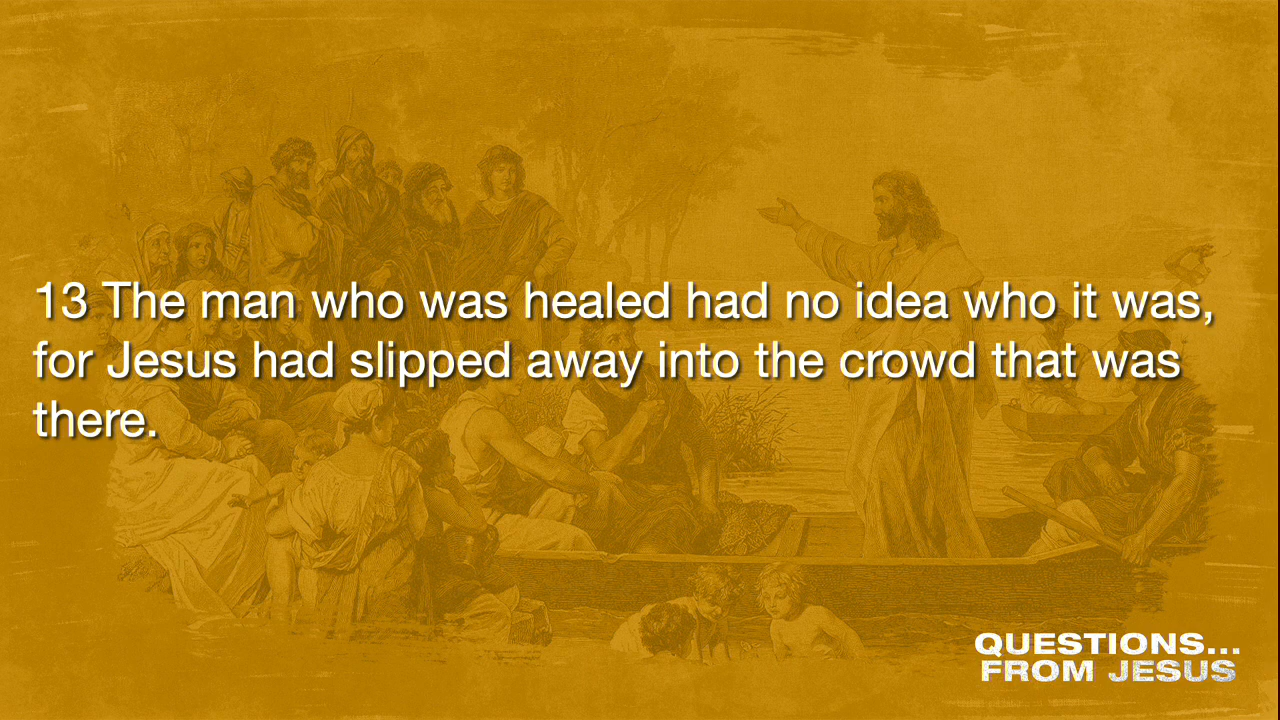 13 The man who was healed had no idea who it was,
for Jesus had slipped away into the crowd that was
there.
QUESTIONS...
FROM JESUS